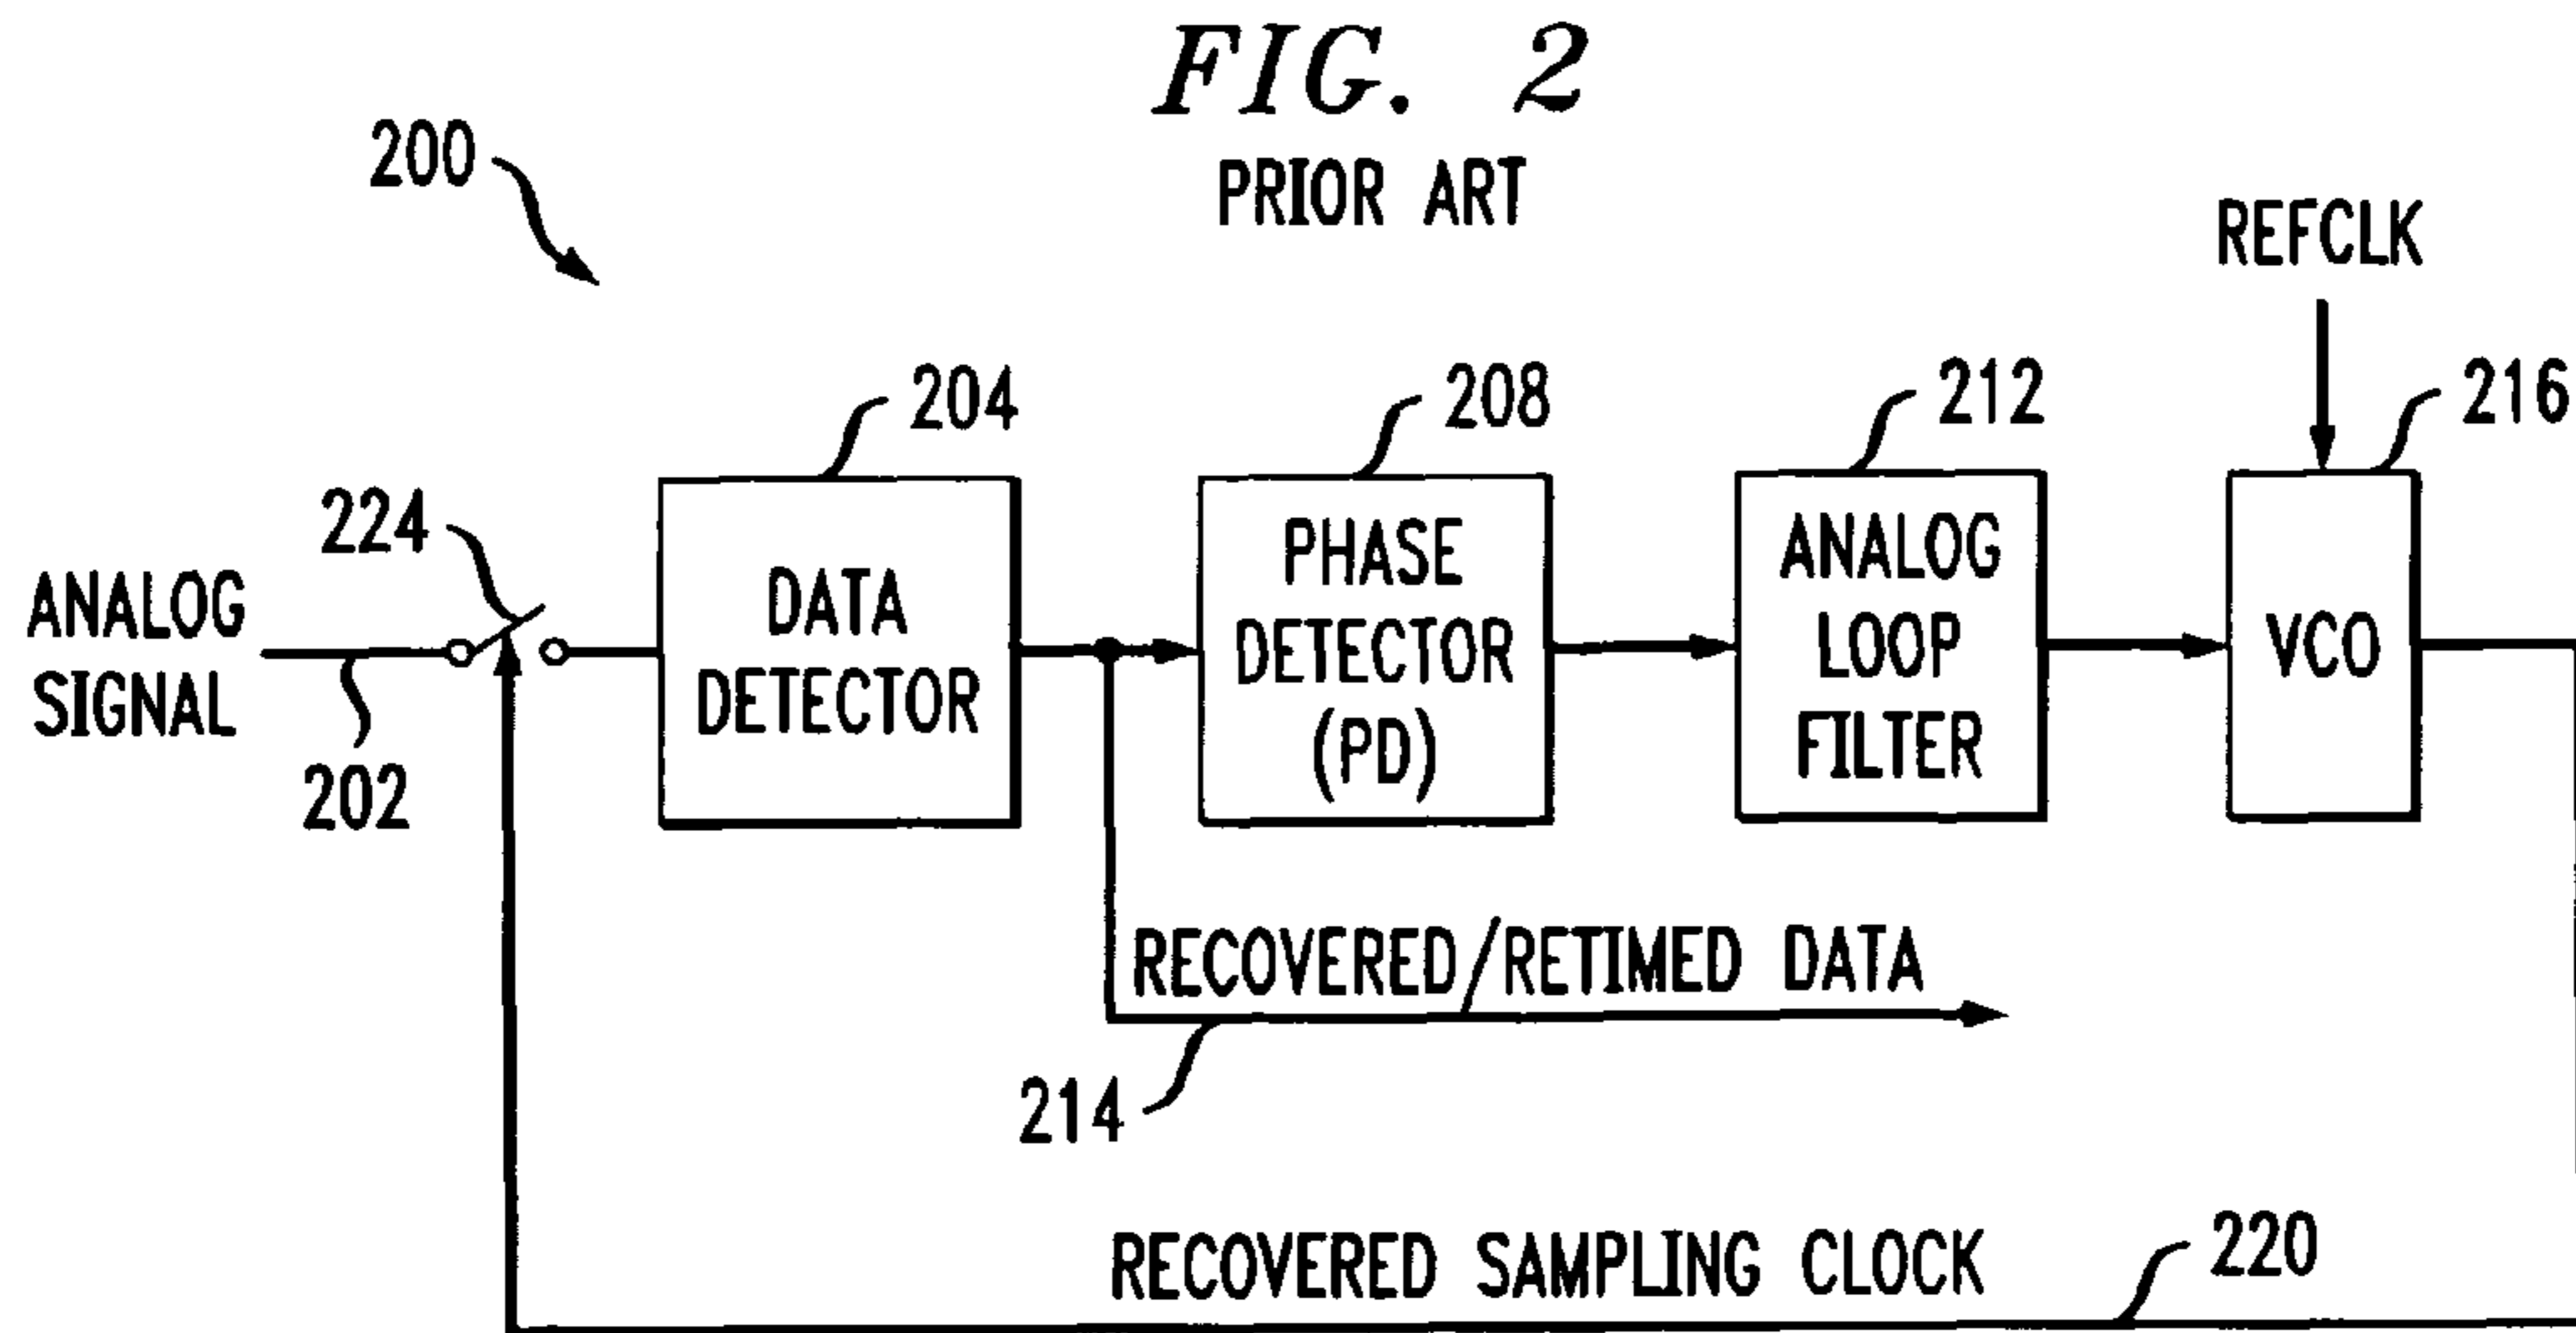 FIG. 2
PRIOR ART
200
REFCLK
204
208
212
216
224
ANALOG
SIGNAL
202
DATA
DETECTOR
PHASE
DETECTOR
(PD)
ANALOG
LOOP
FILTER
VCO
RECOVERED/RETIMED DATA
214
RECOVERED SAMPLING CLOCK
220